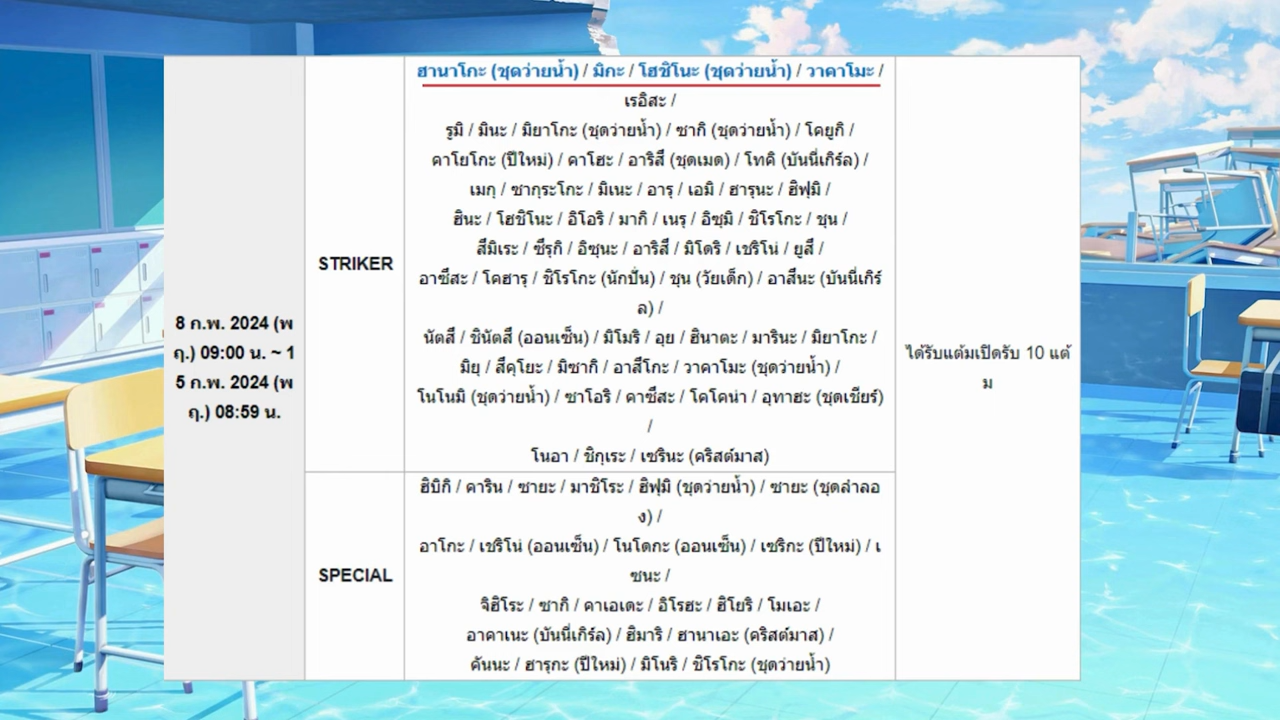 8 ก.พ. 2024 (พ
ฤ.) 09:00 น. ~ 1
5 ก.พ. 2024 (พ
ฤ.) 08:59 น.
STRIKER
ฮานาโกะ (ชุดว่ายน้ำ) / มิกะ / โฮชิโนะ (ชุดว่ายน้ำ) / วาคาโมะ /
เรอิสะ /
รูมิ / มินะ / มิยาโกะ (ชุดว่ายน้ำ) / ซากิ (ชุดว่ายน้ำ) / โคยูกิ /
คาโยโกะ (ปีใหม่) / คาโฮะ / อาริสึ (ชุดเมด) / โทคิ (บันนี่เกิร์ล) /
เมกุ / ซากุระโกะ / มิเนะ / อารุ / เอมิ / ฮารุนะ / ฮิฟุมิ /
ฮินะ / โฮชิโนะ / อิโอริ / มากิ / เนรุ / อิซุมิ / ชิโรโกะ / ชุน /
สึมิเระ / ซึรุกิ / อิซุนะ / อาริสึ / มิโดริ / เชริโน่ / ยูสึ /
อาซึสะ / โคฮารุ / ชิโรโกะ (นักปั่น) / ชุน (วัยเด็ก) / อาสึนะ (บันนี่เกิร์
ล) /
นัตสึ / ชินัตสึ (ออนเซ็น) / มิโมริ / อุย / ฮินาตะ / มารินะ / มิยาโกะ /
มิยุ / สึคุโยะ / มิซากิ / อาสึโกะ / วาคาโมะ (ชุดว่ายน้ำ) /
โนโนมิ (ชุดว่ายน้ำ) / ซาโอริ / คาซึสะ / โคโคน่า / อุทาฮะ (ชุดเชียร์)
/
โนอา / ชิกุเระ / เซรินะ (คริสต์มาส)
SPECIAL
ฮิบิกิ / คาริน / ซายะ / มาชิโระ / ฮิฟุมิ (ชุดว่ายน้ำ) / ซายะ (ชุดลำลอ
ง) /
อาโกะ / เชริโน่ (ออนเซ็น) / โนโดกะ (ออนเซ็น) / เซริกะ (ปีใหม่) / เ
ซนะ /
จิฮิโระ / ซากิ / คาเอเดะ / อิโรฮะ / ฮิโยริ / โมเอะ /
อาคาเนะ (บันนี่เกิร์ล) / ฮิมาริ / ฮานาเอะ (คริสต์มาส) /
คันนะ / ฮารุกะ (ปีใหม่) / มิโนริ / ชิโรโกะ (ชุดว่ายน้ำ)
ได้รับแต้มเปิดรับ 10 แต้
ม